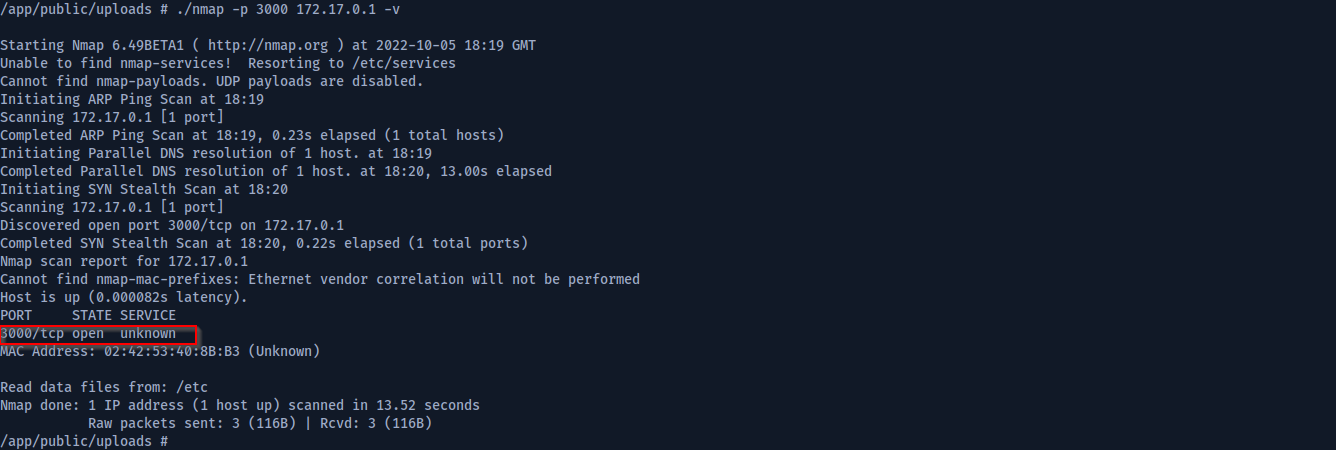 /app/public/uploads # ./nmap -p 3000 172.17.0.1 -v
Starting Nmap 6.49BETA1 ( http://nmap.org ) at 2022-10-05 18:19 GMT
Unable to find nmap-services!  Resorting to /etc/services
Cannot find nmap-payloads. UDP payloads are disabled.
Initiating ARP Ping Scan at 18:19
Scanning 172.17.0.1 [1 port]
Completed ARP Ping Scan at 18:19, 0.23s elapsed (1 total hosts)
Initiating Parallel DNS resolution of 1 host. at 18:19
Completed Parallel DNS resolution of 1 host. at 18:20, 13.00s elapsed
Initiating SYN Stealth Scan at 18:20
Scanning 172.17.0.1 [1 port]
Discovered open port 3000/tcp on 172.17.0.1
Completed SYN Stealth Scan at 18:20, 0.22s elapsed (1 total ports)
Nmap scan report for 172.17.0.1
Cannot find nmap-mac-prefixes: Ethernet vendor correlation will not be performed
Host is up (0.000082s latency).
PORT     STATE SERVICE
3000/tcp open  unknown
MAC Address: 02:42:53:40:8B:B3 (Unknown)
Read data files from: /etc
Nmap done: 1 IP address (1 host up) scanned in 13.52 seconds
           Raw packets sent: 3 (116B) | Rcvd: 3 (116B)
/app/public/uploads #